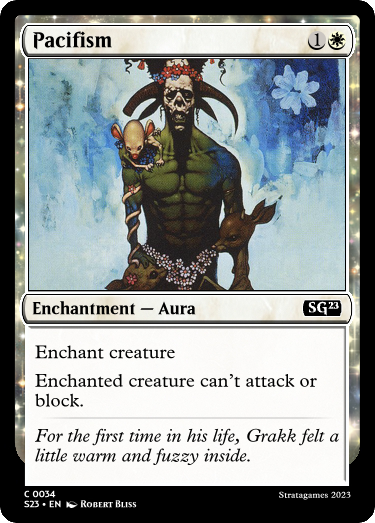 Pacifism 1
Enchantment — Aura SG23
Enchant creature
Enchanted creature can't attack or
block.
For the first time in his life, Grakk felt a
little warm and fuzzy inside.
C 0034
S23 • EN Robert Bliss
Stratagames 2023